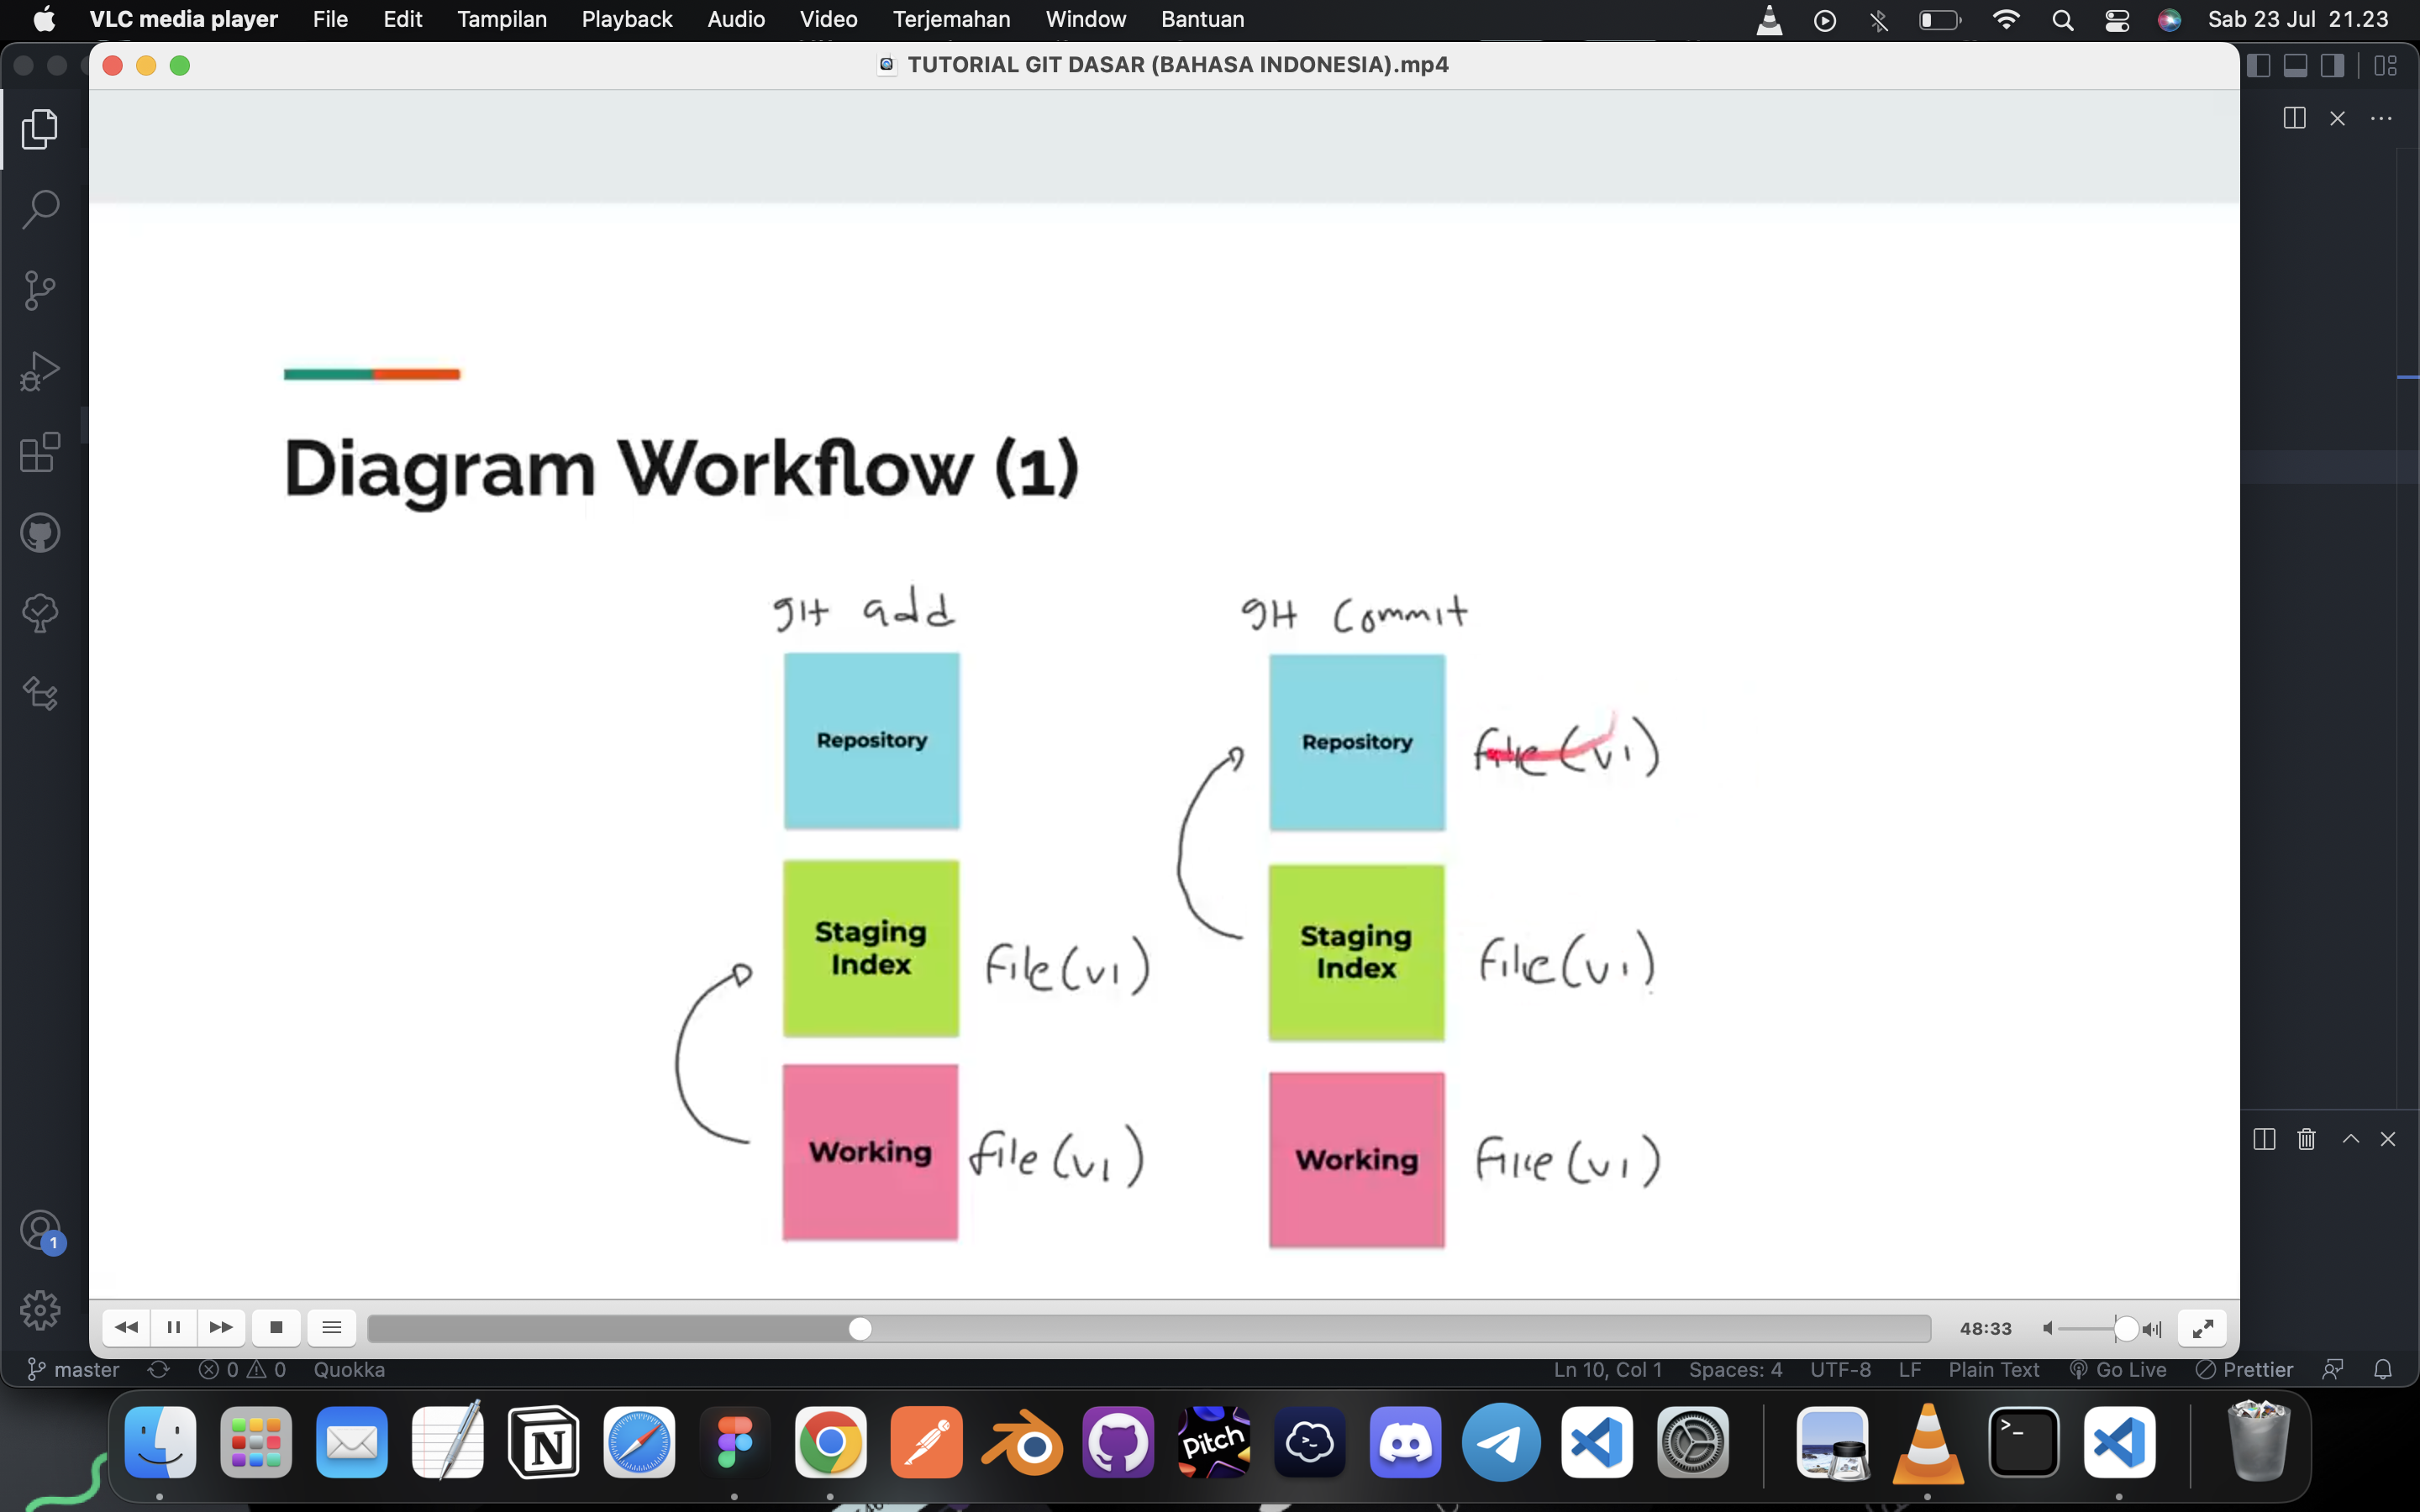 VLC media player File Edit Tampilan Playback Audio Video Terjemahan Window Bantuan Sab 23 Jul 21.23
TUTORIAL GIT DASAR (BAHASA INDONESIA).mp4
Diagram Workflow (1)
git add
git commit
Repository
Repository file(v1)
Staging Index file(v1)
Staging Index file(v1)
Working file(v1)
Working file(v1)
1
48:33
master 0 0 Quokka Ln 10, Col 1 Spaces: 4 UTF-8 LF Plain Text Go Live Prettier
N Pitch